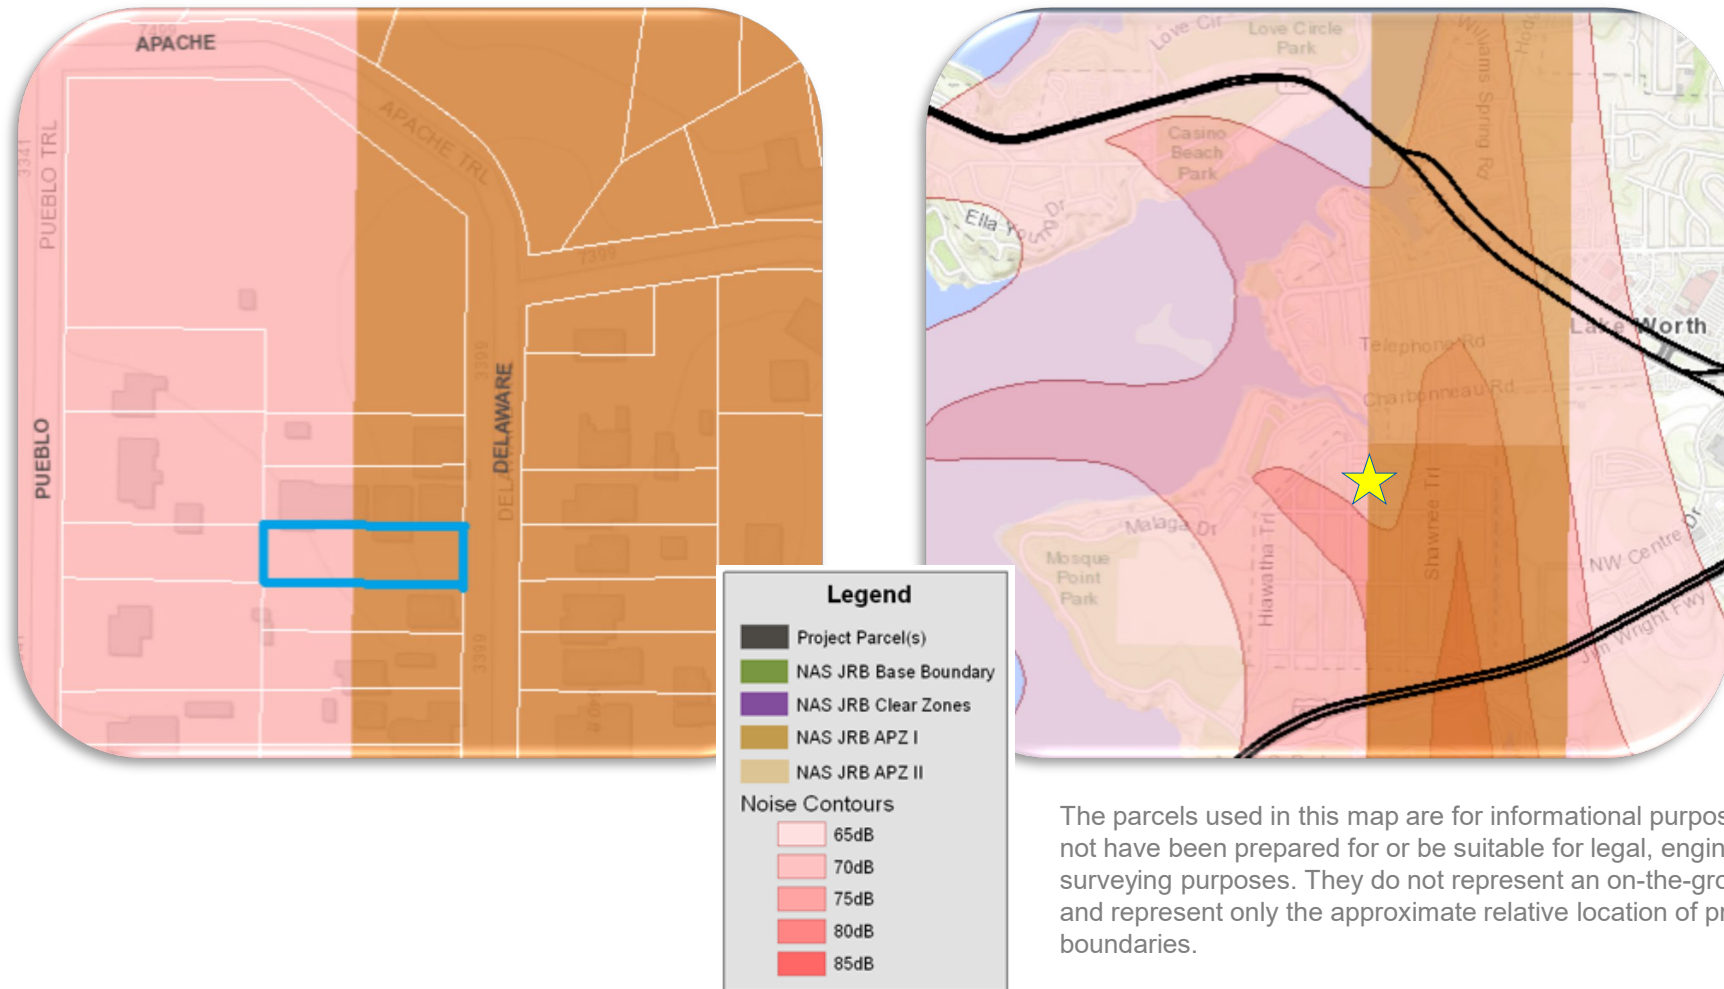 7499
APACHE
APACHE TRL
3341
PUEBLO TRL
7399
3399
DELAWARE
PUEBLO
3399
Love Cir
Love Circle
Park
Williams Spring Rd
Casino
Beach
Park
Ella Young Dr
Lake Worth
Telephone Rd
Charbonneau Rd
Shawnee Trl
Malaga Dr
Hiawatha Trl
Mosque
Point
Park
NW Centre Dr
Jim Wright Fwy
Legend
Project Parcel(s)
NAS JRB Base Boundary
NAS JRB Clear Zones
NAS JRB APZ I
NAS JRB APZ II
Noise Contours
65dB
70dB
75dB
80dB
85dB
The parcels used in this map are for informational purpos
not have been prepared for or be suitable for legal, engin
surveying purposes. They do not represent an on-the-gro
and represent only the approximate relative location of pr
boundaries.